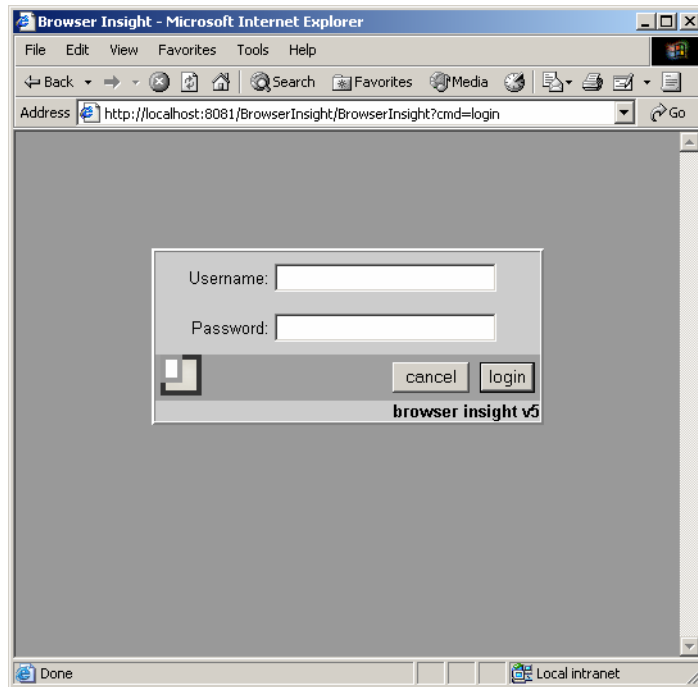 Browser Insight - Microsoft Internet Explorer
File Edit View Favorites Tools Help
Back Search Favorites Media
Address http://localhost:8081/BrowserInsight/BrowserInsight?cmd=login Go
Username:
Password:
cancel login
browser insight v5
Done Local intranet